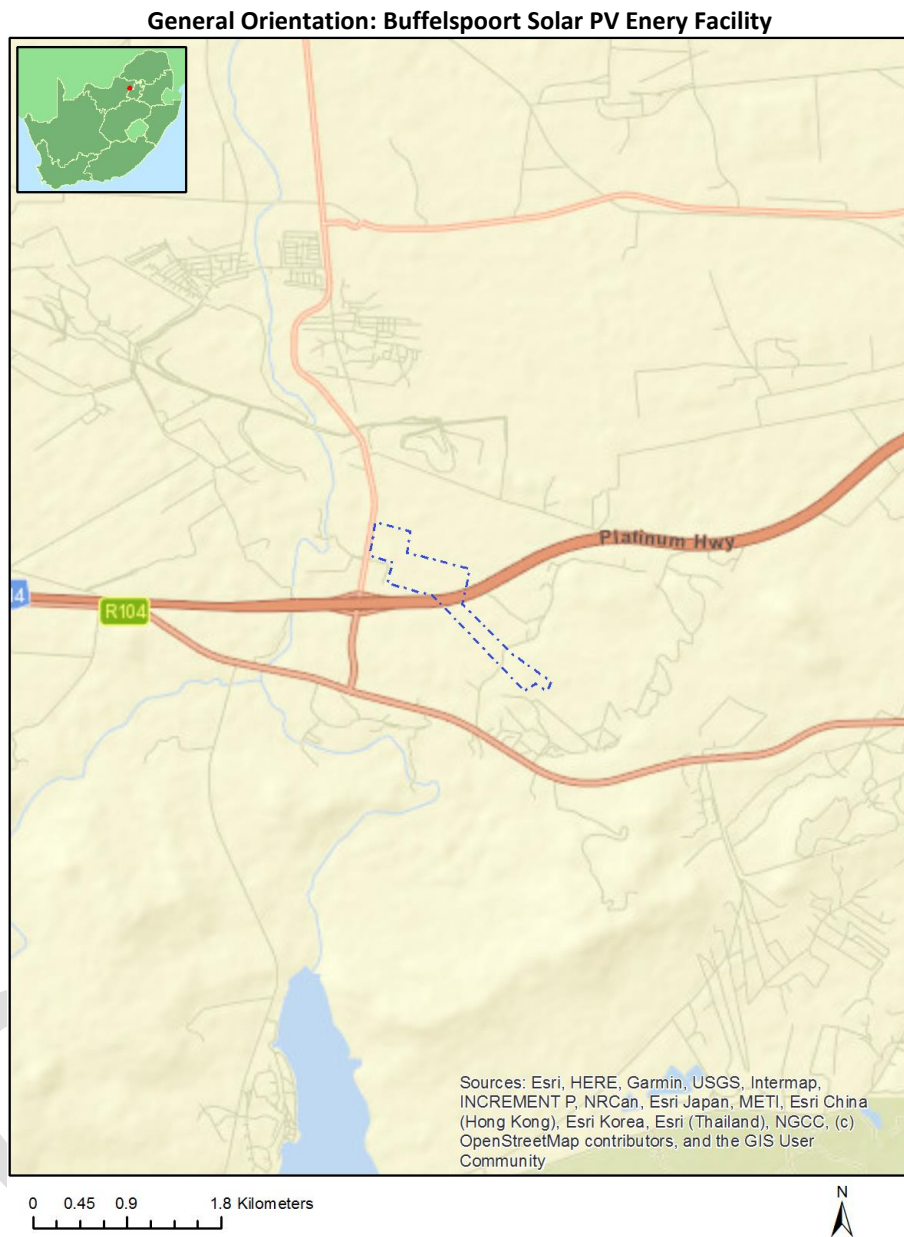 General Orientation: Buffelspoort Solar PV Enery Facility
Platinum Hwy
4
R104
Sources: Esri, HERE, Garmin, USGS, Intermap,
INCREMENT P, NRCan, Esri Japan, METI, Esri China
(Hong Kong), Esri Korea, Esri (Thailand), NGCC, (c)
OpenStreetMap contributors, and the GIS User
Community
0 0.45 0.9 1.8 Kilometers
N